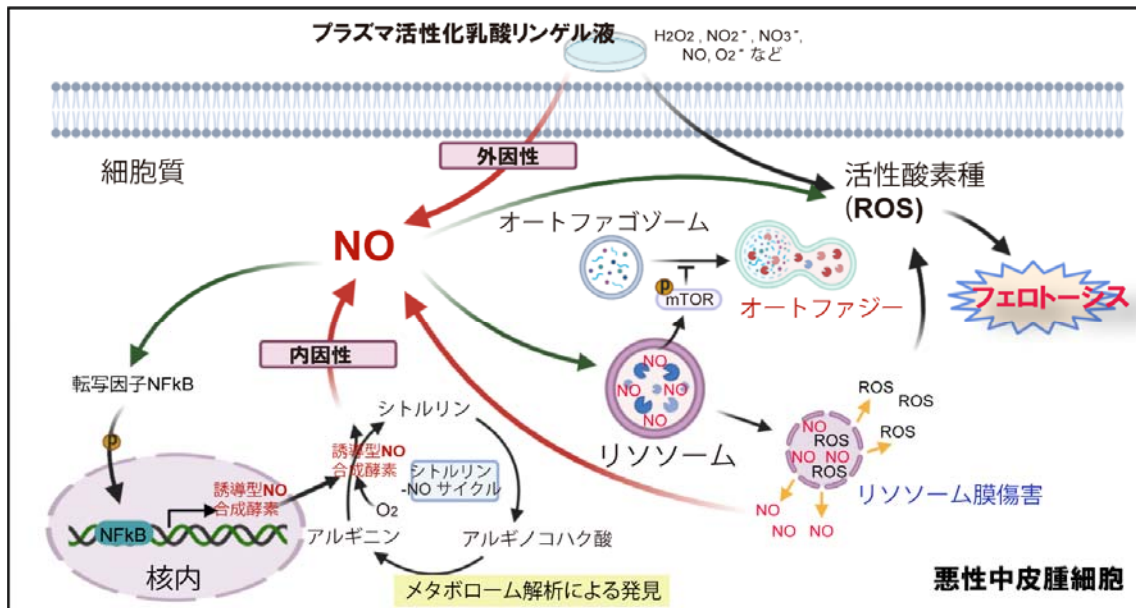 プラズマ活性化乳酸リンゲル液
H2O2 , NO2⁻, NO3⁻,
NO, O2⁻ など
細胞質
外因性
活性酸素種
(ROS)
オートファゴゾーム
NO
P
mTOR
オートファジー
フェロトーシス
内因性
転写因子NFkB
P
シトルリン
誘導型NO
合成酵素
シトルリン
-NO サイクル
O2
アルギニン
アルギノコハク酸
メタボローム解析による発見
NO
NO
NO
NO
リソソーム
ROS
ROS
ROS
NO
ROS
NO
NO
ROS
リソソーム膜傷害
NO
NO
NO
誘導型NO
合成酵素
NFkB
核内
悪性中皮腫細胞